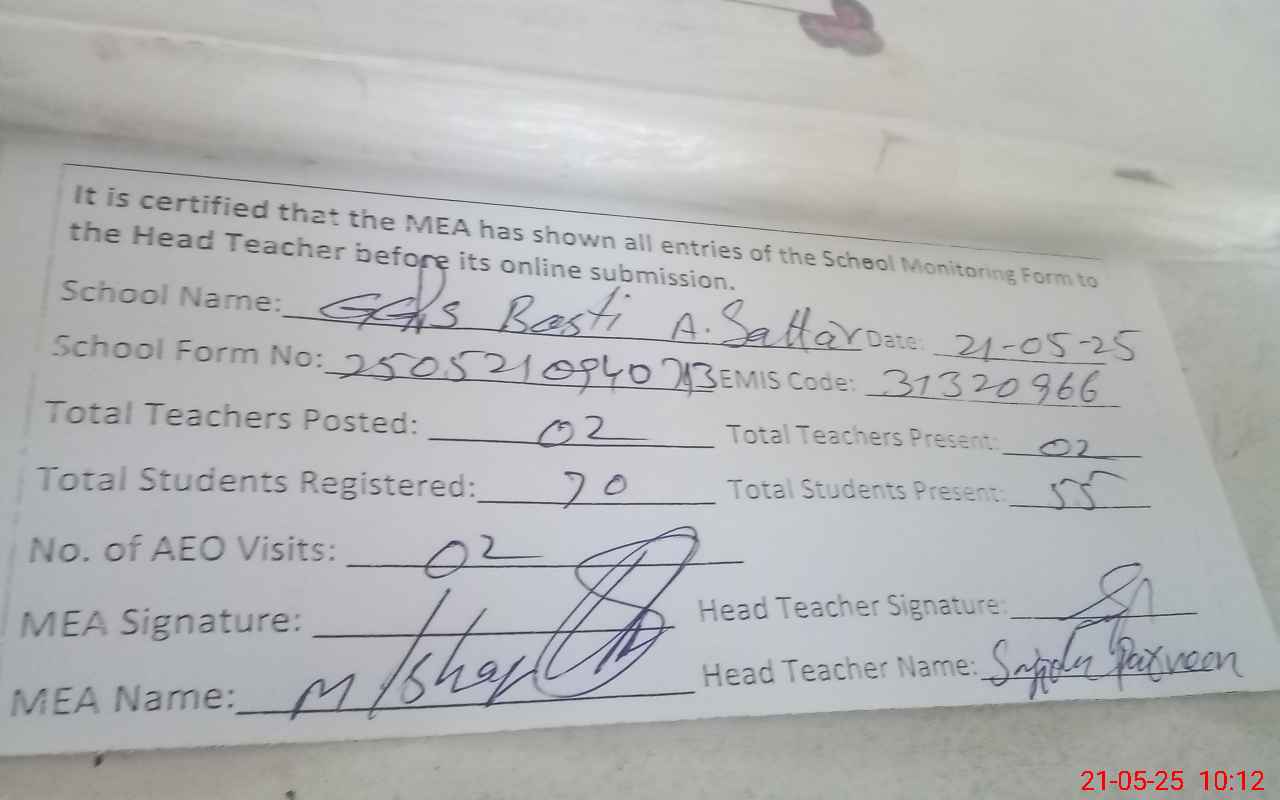 It is certified that the MEA has shown all entries of the School Monitoring Form to
the Head Teacher before its online submission.
School Name: GGPS Basti A. Sattar Date: 21-05-25
School Form No: EMIS Code: 31320966
Total Teachers Posted: 02 Total Teachers Present: 02
Total Students Registered: 70 Total Students Present: 55
No. of AEO Visits: 02
MEA Signature: Head Teacher Signature:
MEA Name: M Head Teacher Name: Parveen
21-05-25 10:12